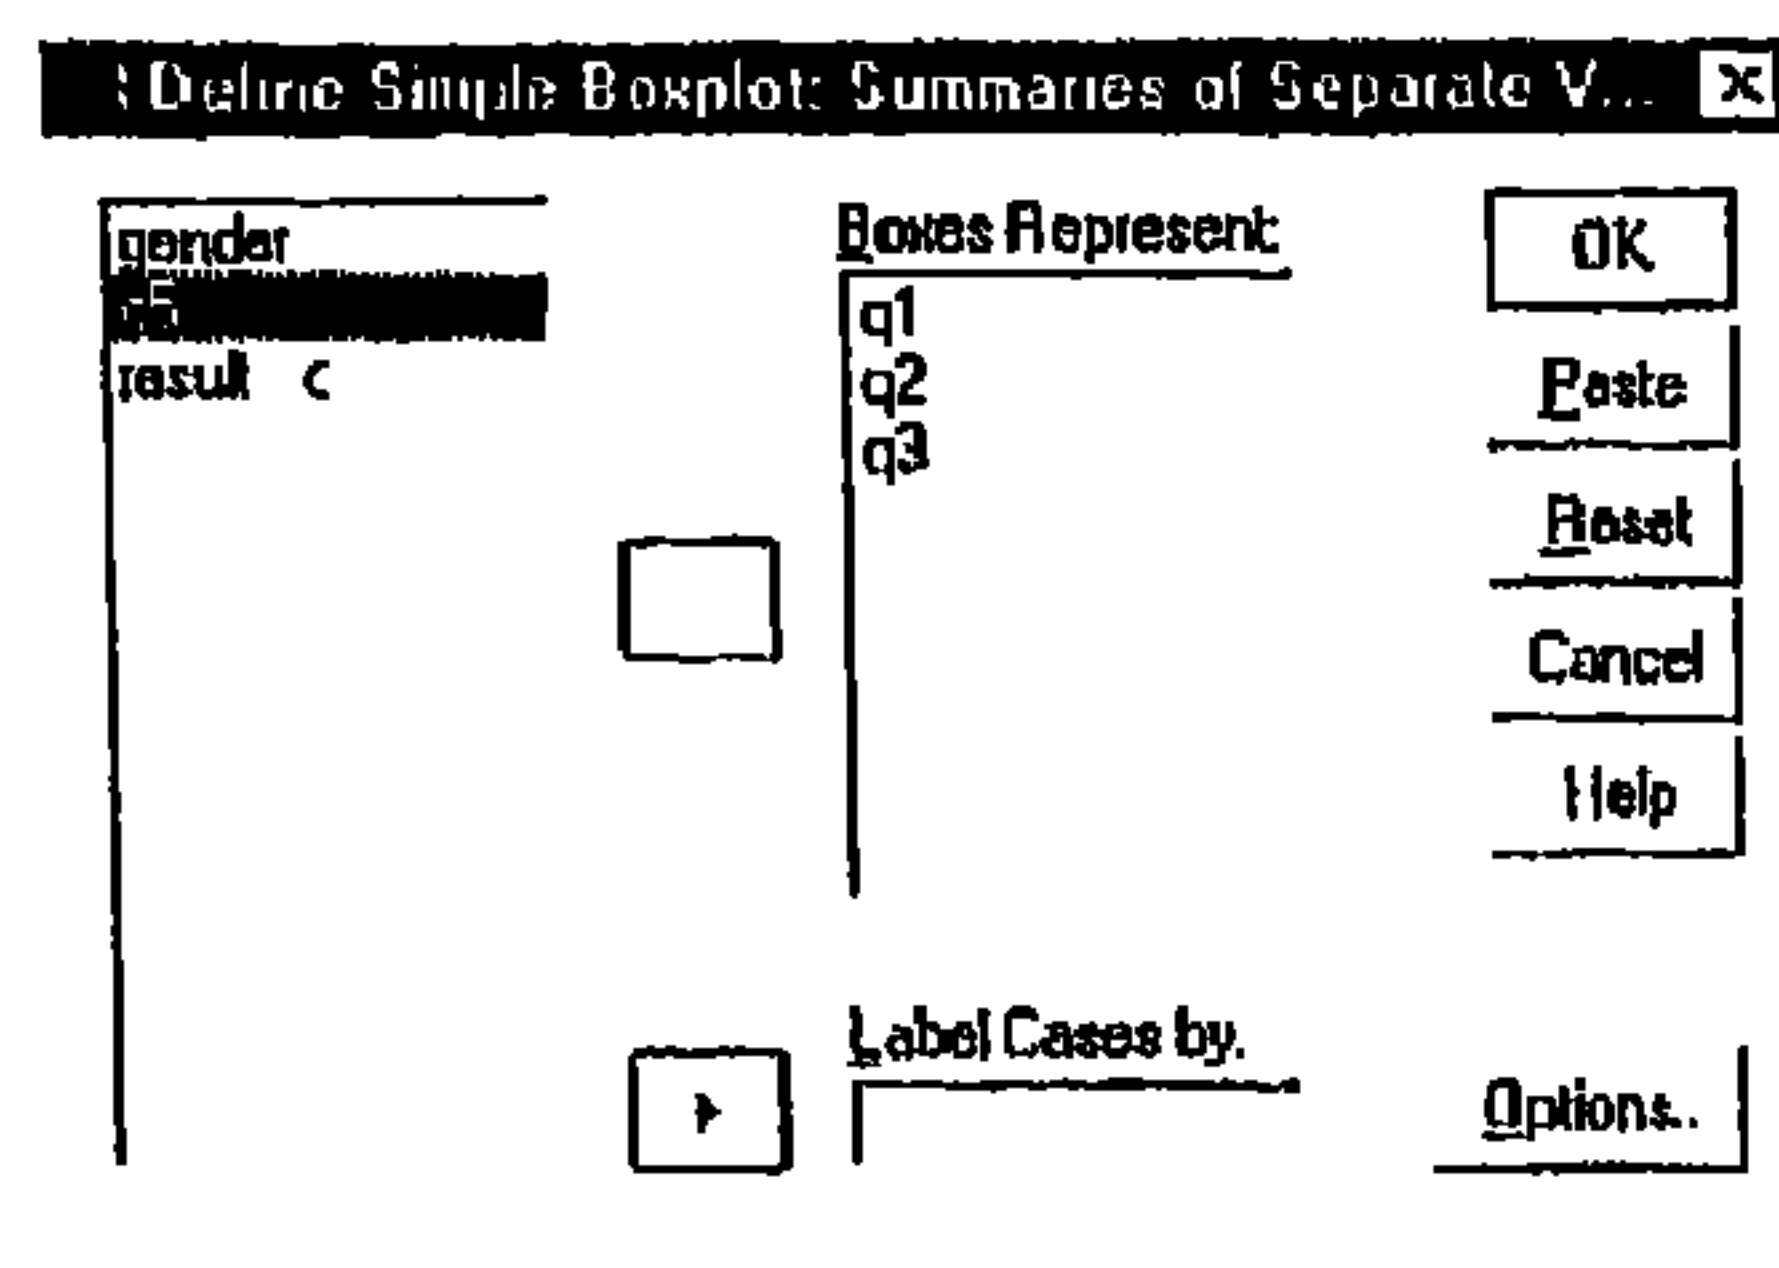 Define Simple Boxplot: Summaries of Separate V...
gender
result c
Boxes Represent:
q1
q2
q3
Label Cases by.
OK
Paste
Reset
Cancel
Help
Options..